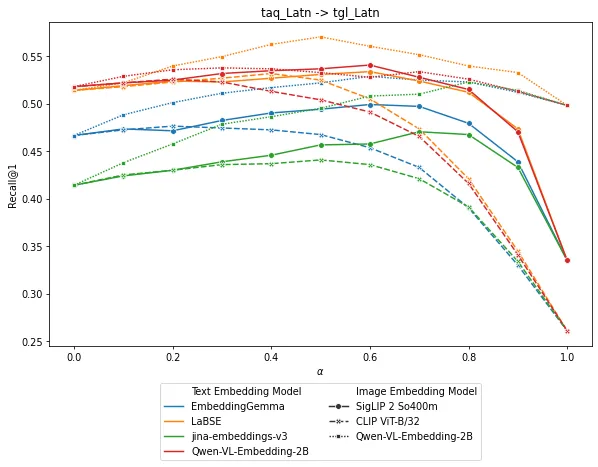 taq_Latn -> tgl_Latn
Recall@1
0.55
0.50
0.45
0.40
0.35
0.30
0.25
0.0 0.2 0.4 0.6 0.8 1.0
α
Text Embedding Model Image Embedding Model
EmbeddingGemma SigLIP 2 So400m
LaBSE CLIP ViT-B/32
jina-embeddings-v3 Qwen-VL-Embedding-2B
Qwen-VL-Embedding-2B